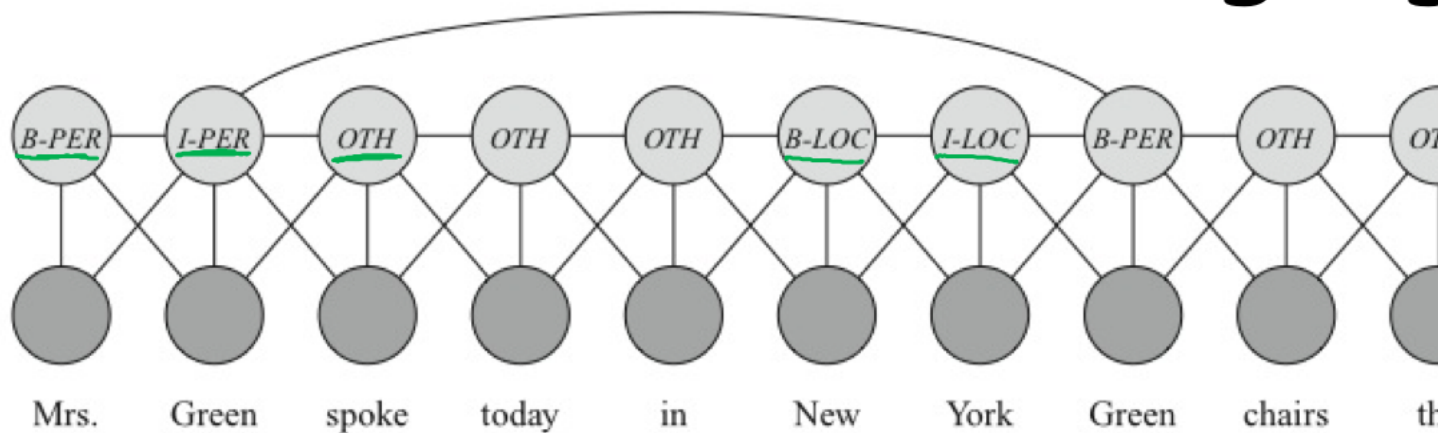 B-PER I-PER OTH OTH OTH B-LOC I-LOC B-PER OTH
Mrs. Green spoke today in New York Green chairs